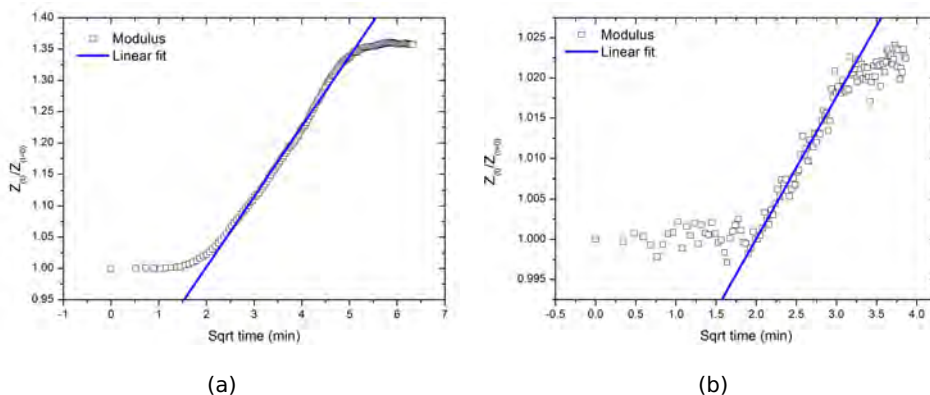 1.40
1.35
1.30
1.25
1.20
1.15
1.10
1.05
1.00
0.95
Z(t)/Z(t=0)
Modulus
Linear fit
-1 0 1 2 3 4 5 6 7
Sqrt time (min)
(a)
1.025
1.020
1.015
1.010
1.005
1.000
0.995
Z(t)/Z(t=0)
Modulus
Linear fit
-0.5 0.0 0.5 1.0 1.5 2.0 2.5 3.0 3.5 4.0
Sqrt time (min)
(b)